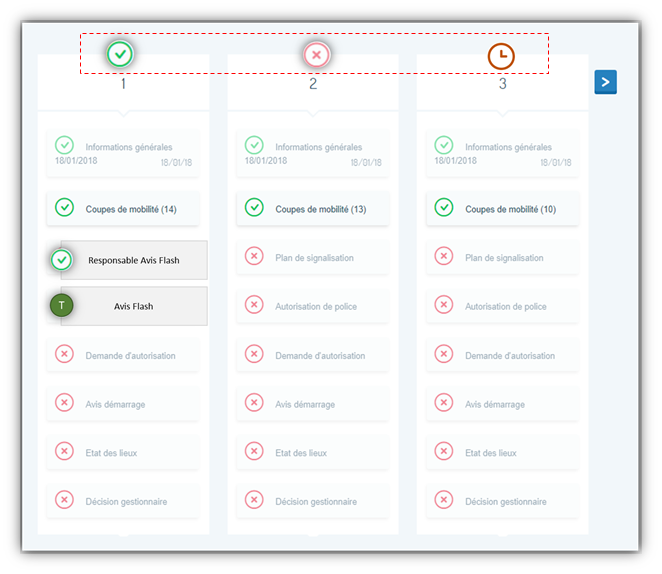 1
Informations générales
18/01/2018 18/01/18
Coupes de mobilité (14)
Responsable Avis Flash
T Avis Flash
Demande d'autorisation
Avis démarrage
Etat des lieux
Décision gestionnaire
2
Informations générales
18/01/2018 18/01/18
Coupes de mobilité (13)
Plan de signalisation
Autorisation de police
Demande d'autorisation
Avis démarrage
Etat des lieux
Décision gestionnaire
3
Informations générales
18/01/2018 18/01/18
Coupes de mobilité (10)
Plan de signalisation
Autorisation de police
Demande d'autorisation
Avis démarrage
Etat des lieux
Décision gestionnaire
>